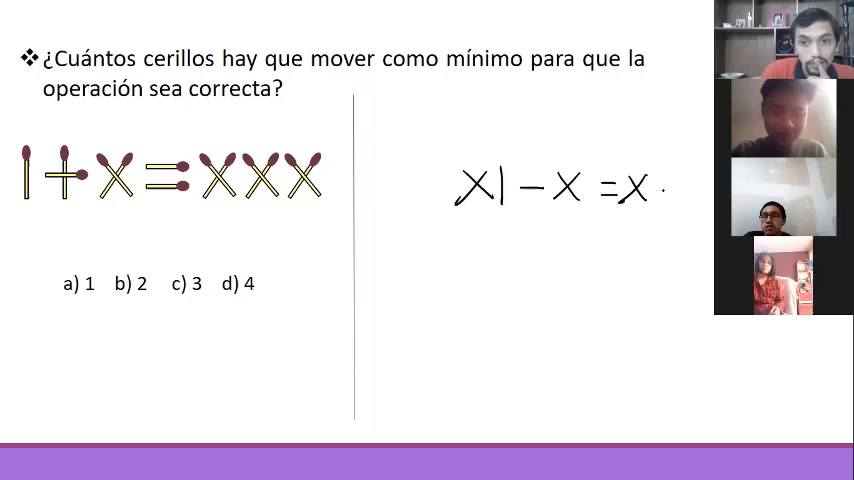 ❖ ¿Cuántos cerillos hay que mover como mínimo para que la
operación sea correcta?
I + X = XXX
XI - X = X
a) 1 b) 2 c) 3 d) 4